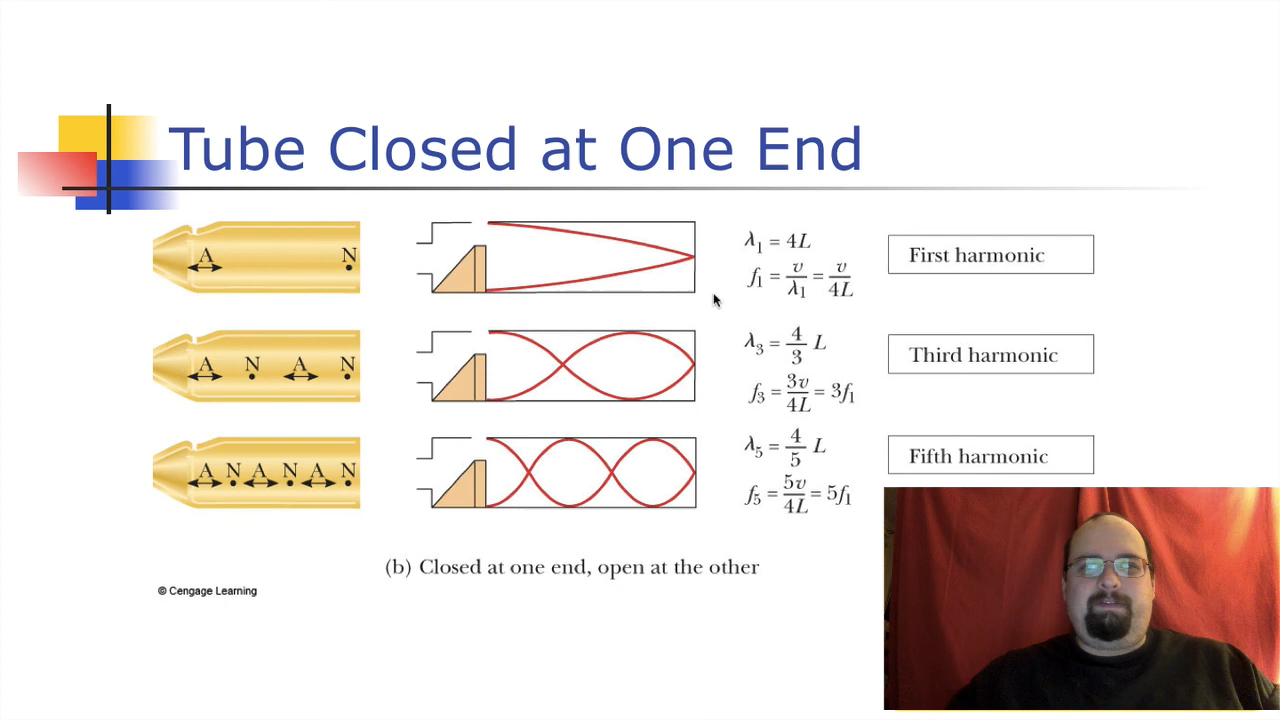 Tube Closed at One End
A N
λ₁ = 4L
f₁ = v/λ₁ = v/4L
First harmonic
A N A N
λ₃ = 4/3 L
f₃ = 3v/4L = 3f₁
Third harmonic
A N A N A N
λ₅ = 4/5 L
f₅ = 5v/4L = 5f₁
Fifth harmonic
(b) Closed at one end, open at the other
© Cengage Learning